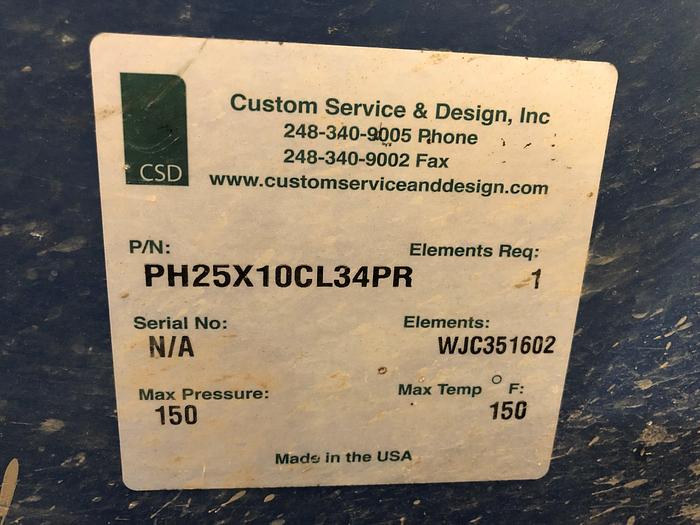 CSD
Custom Service & Design, Inc
248-340-9005 Phone
248-340-9002 Fax
www.customserviceanddesign.com
P/N: Elements Req:
PH25X10CL34PR 1
Serial No: Elements:
N/A WJC351602
Max Pressure: Max Temp °F:
150 150
Made in the USA